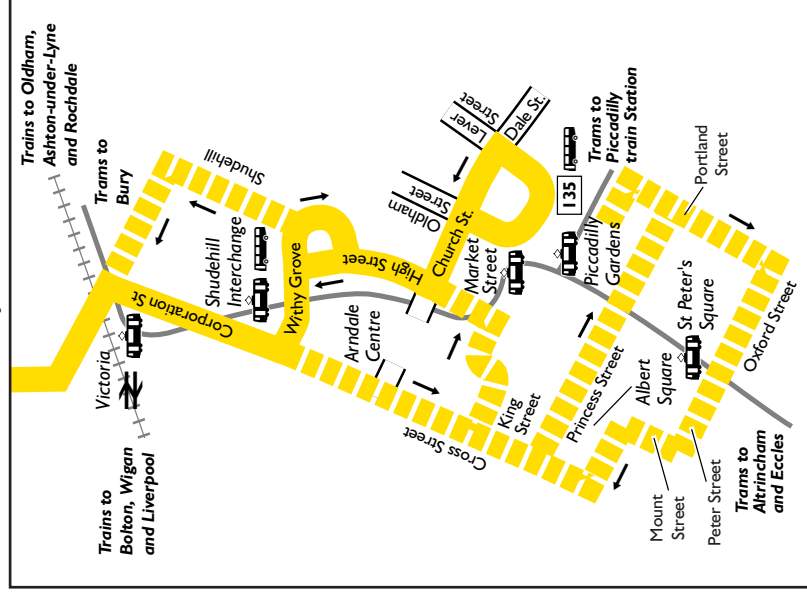 Trains to Oldham,
Ashton-under-Lyne
and Rochdale
Trams to
Bury
Shudehill
Victoria
Corporation St
Shudehill
Interchange
Trains to
Bolton, Wigan
and Liverpool
Withy Grove
High Street
Oldham
Street
Lever
Street
Dale St.
Church St.
135
Trams to
Piccadilly
train Station
Arndale
Centre
Market
Street
Piccadilly
Gardens
Portland
Street
Cross Street
King
Street
Princess Street
Albert
Square
St Peter's
Square
Oxford Street
Mount
Street
Peter Street
Trams to
Altrincham
and Eccles